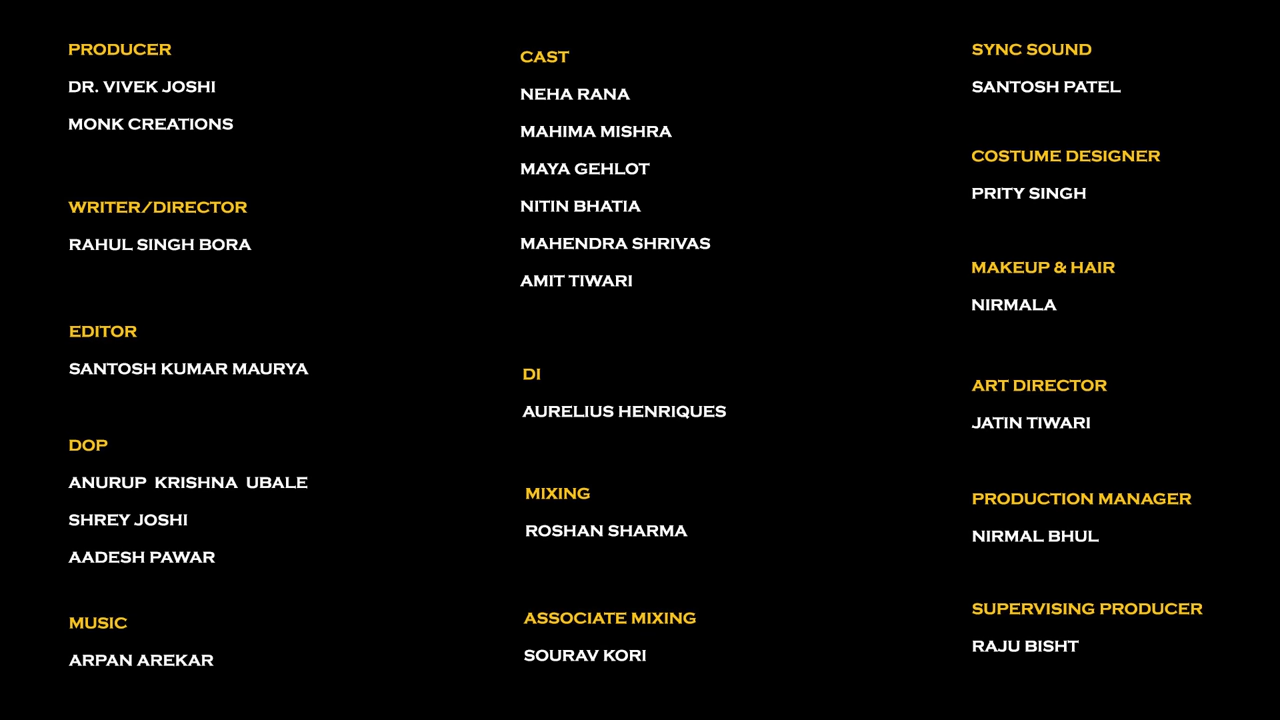 PRODUCER
DR. VIVEK JOSHI
MONK CREATIONS
WRITER/DIRECTOR
RAHUL SINGH BORA
EDITOR
SANTOSH KUMAR MAURYA
DOP
ANURUP KRISHNA UBALE
SHREY JOSHI
AADESH PAWAR
MUSIC
ARPAN AREKAR
CAST
NEHA RANA
MAHIMA MISHRA
MAYA GEHLOT
NITIN BHATIA
MAHENDRA SHRIVAS
AMIT TIWARI
DI
AURELIUS HENRIQUES
MIXING
ROSHAN SHARMA
ASSOCIATE MIXING
SOURAV KORI
SYNC SOUND
SANTOSH PATEL
COSTUME DESIGNER
PRITY SINGH
MAKEUP & HAIR
NIRMALA
ART DIRECTOR
JATIN TIWARI
PRODUCTION MANAGER
NIRMAL BHUL
SUPERVISING PRODUCER
RAJU BISHT